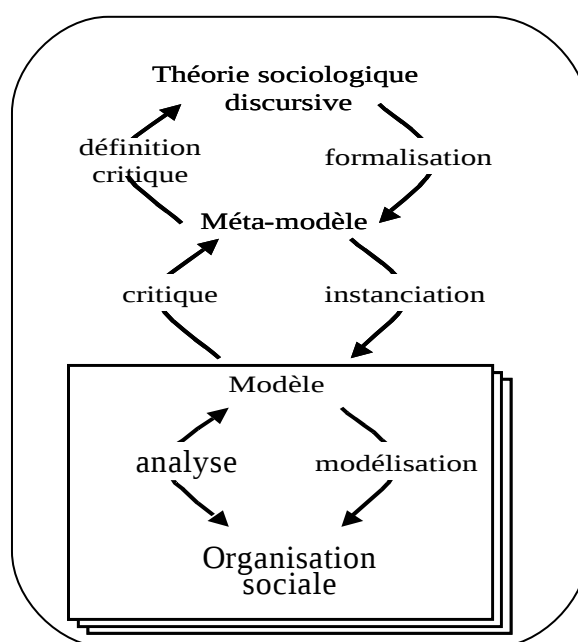 Théorie sociologique
discursive
définition
critique
formalisation
Méta-modèle
critique
instanciation
Modèle
analyse
modélisation
Organisation
sociale